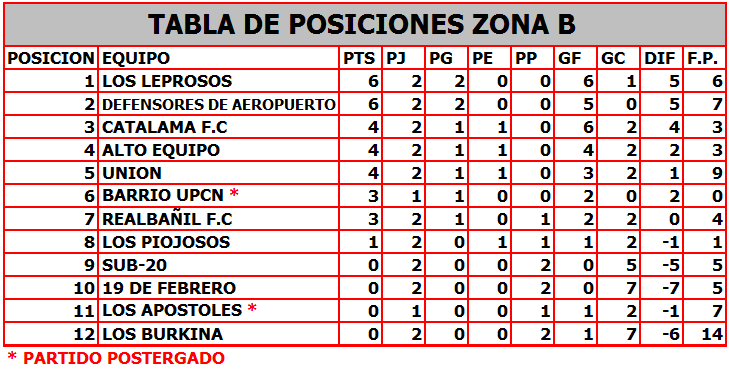 TABLA DE POSICIONES ZONA B
POSICION EQUIPO PTS PJ PG PE PP GF GC DIF F.P.
1 LOS LEPROSOS 6 2 2 0 0 6 1 5 6
2 DEFENSORES DE AEROPUERTO 6 2 2 0 0 5 0 5 7
3 CATALAMA F.C 4 2 1 1 0 6 2 4 3
4 ALTO EQUIPO 4 2 1 1 0 4 2 2 3
5 UNION 4 2 1 1 0 3 2 1 9
6 BARRIO UPCN * 3 1 1 0 0 2 0 2 0
7 REALBAÑIL F.C 3 2 1 0 1 2 2 0 4
8 LOS PIOJOSOS 1 2 0 1 1 1 2 -1 1
9 SUB-20 0 2 0 0 2 0 5 -5 5
10 19 DE FEBRERO 0 2 0 0 2 0 7 -7 5
11 LOS APOSTOLES * 0 1 0 0 1 1 2 -1 7
12 LOS BURKINA 0 2 0 0 2 1 7 -6 14
* PARTIDO POSTERGADO